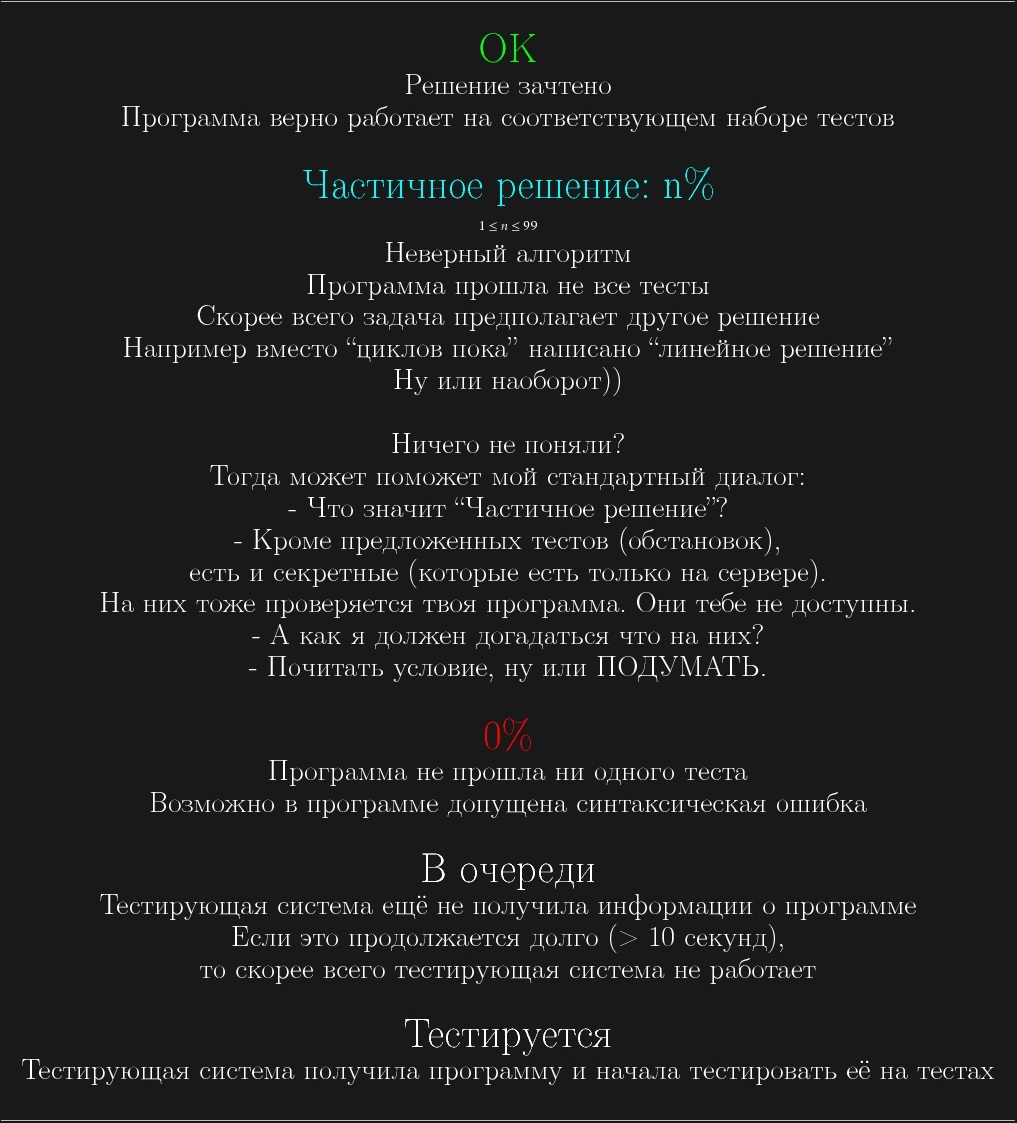 OK
Решение зачтено
Программа верно работает на соответствующем наборе тестов
Частичное решение: n%
1 ≤ n ≤ 99
Неверный алгоритм
Программа прошла не все тесты
Скорее всего задача предполагает другое решение
Например вместо “циклов пока” написано “линейное решение”
Ну или наоборот))
Ничего не поняли?
Тогда может поможет мой стандартный диалог:
- Что значит “Частичное решение”?
- Кроме предложенных тестов (обстановок),
есть и секретные (которые есть только на сервере).
На них тоже проверяется твоя программа. Они тебе не доступны.
- А как я должен догадаться что на них?
- Почитать условие, ну или ПОДУМАТЬ.
0%
Программа не прошла ни одного теста
Возможно в программе допущена синтаксическая ошибка
В очереди
Тестирующая система ещё не получила информации о программе
Если это продолжается долго (> 10 секунд),
то скорее всего тестирующая система не работает
Тестируется
Тестирующая система получила программу и начала тестировать её на тестах